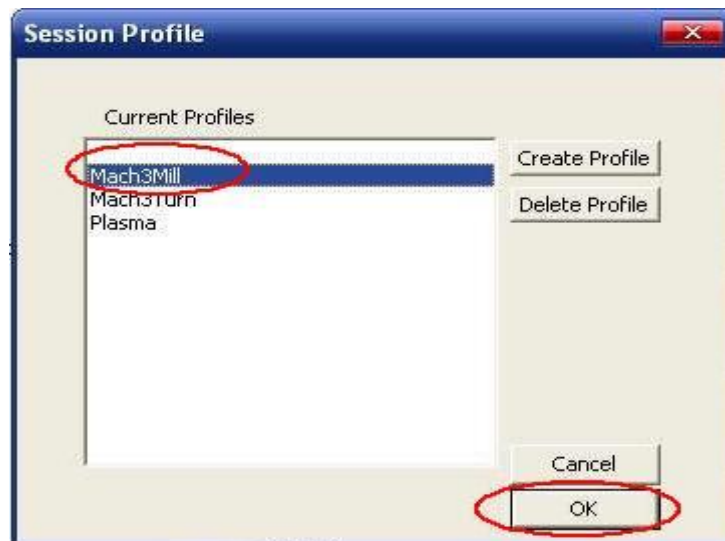 Session Profile
Current Profiles
Mach3Mill
Mach3Turn
Plasma
Create Profile
Delete Profile
Cancel
OK